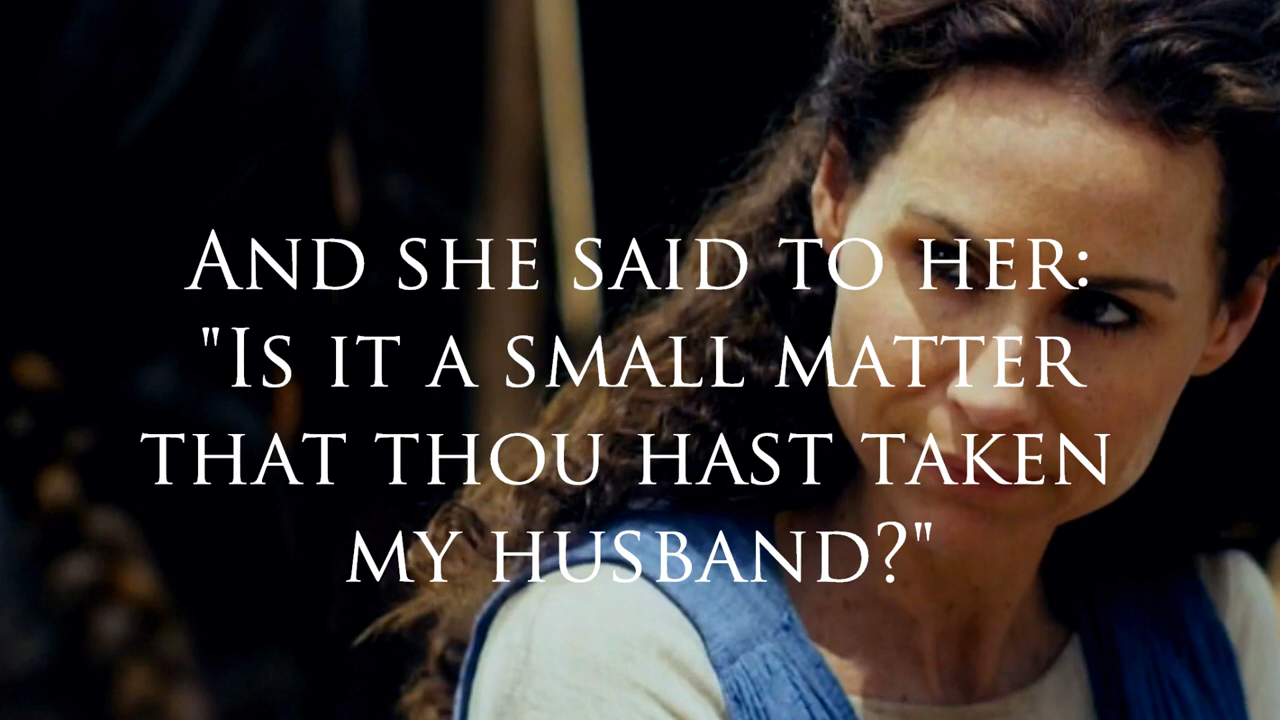 And she said to her:
"Is it a small matter
that thou hast taken
my husband?"